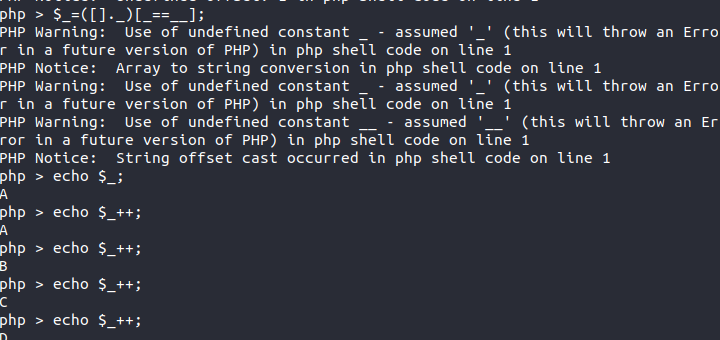 php > $_=([]._)[_==__];
PHP Warning:  Use of undefined constant _ - assumed '_' (this will throw an Erro
r in a future version of PHP) in php shell code on line 1
PHP Notice:  Array to string conversion in php shell code on line 1
PHP Warning:  Use of undefined constant _ - assumed '_' (this will throw an Erro
r in a future version of PHP) in php shell code on line 1
PHP Warning:  Use of undefined constant __ - assumed '__' (this will throw an Er
ror in a future version of PHP) in php shell code on line 1
PHP Notice:  String offset cast occurred in php shell code on line 1
php > echo $_;
A
php > echo $_++;
A
php > echo $_++;
B
php > echo $_++;
C
php > echo $_++;
D